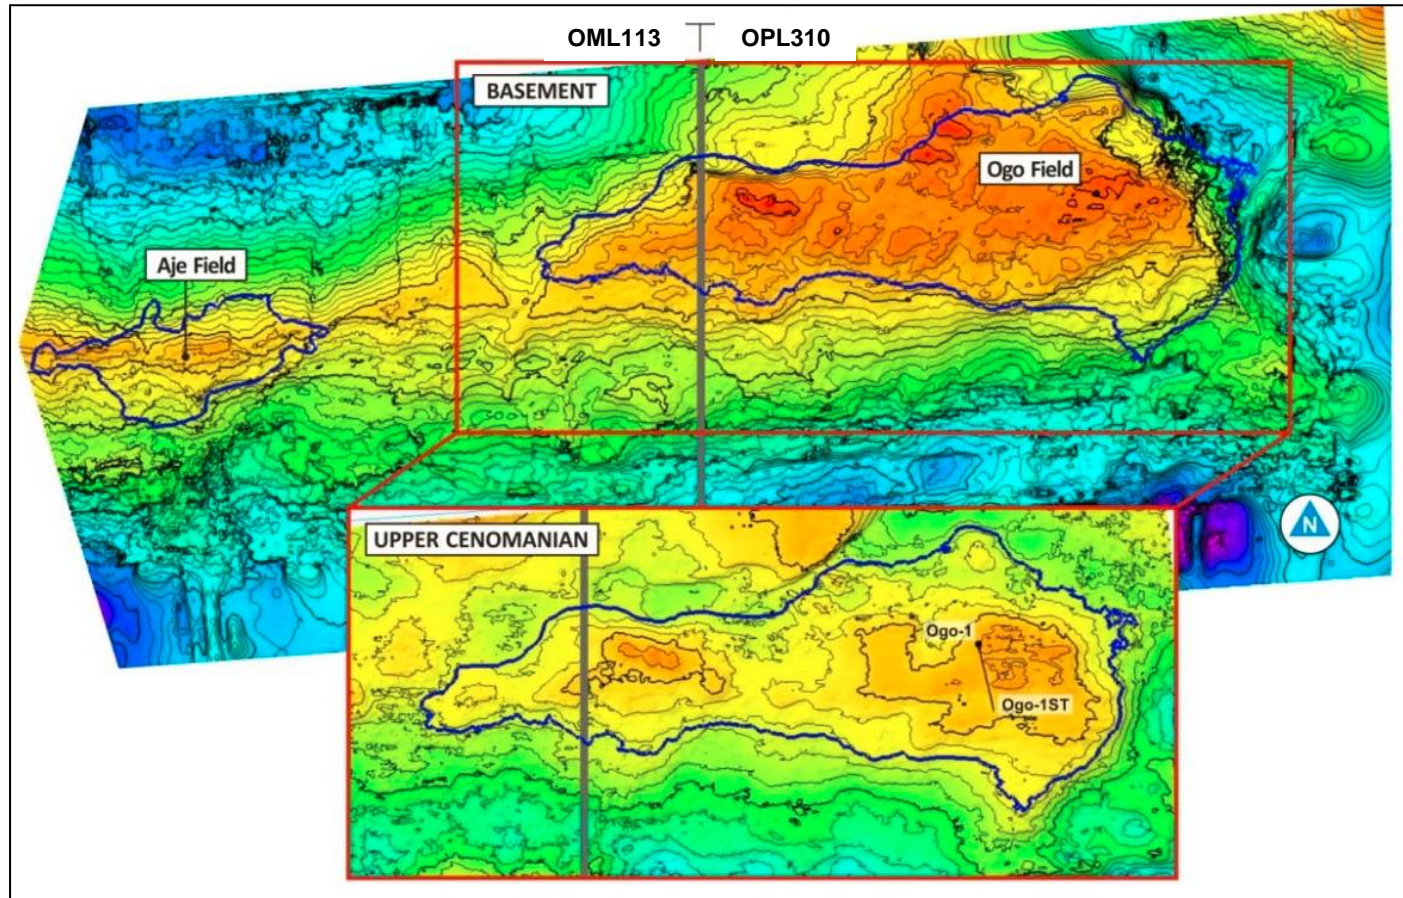 OML113 OPL310
BASEMENT
Ogo Field
Aje Field
N
UPPER CENOMANIAN
Ogo-1
Ogo-1ST